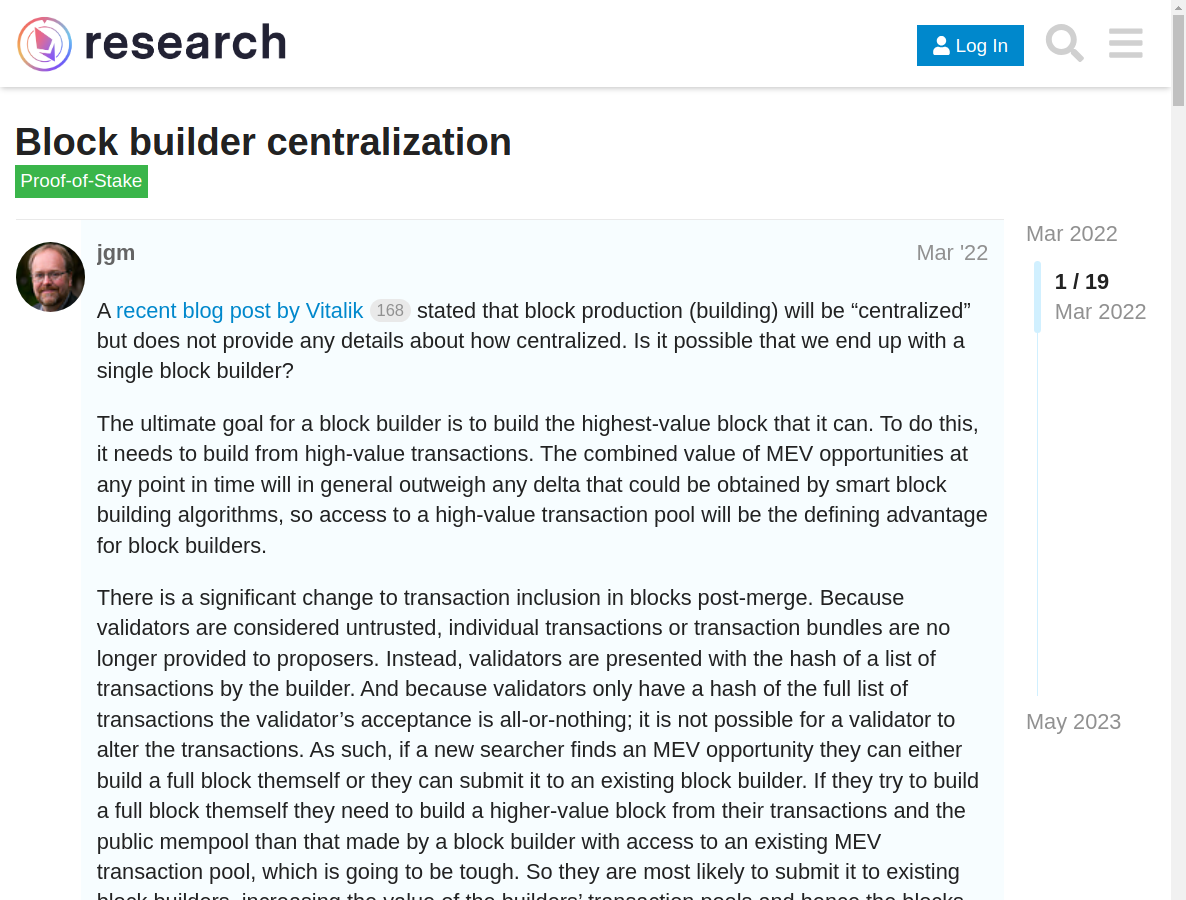 research
Log In
Block builder centralization
Proof-of-Stake
jgm
Mar '22
A recent blog post by Vitalik 168 stated that block production (building) will be “centralized”
but does not provide any details about how centralized. Is it possible that we end up with a
single block builder?
The ultimate goal for a block builder is to build the highest-value block that it can. To do this,
it needs to build from high-value transactions. The combined value of MEV opportunities at
any point in time will in general outweigh any delta that could be obtained by smart block
building algorithms, so access to a high-value transaction pool will be the defining advantage
for block builders.
There is a significant change to transaction inclusion in blocks post-merge. Because
validators are considered untrusted, individual transactions or transaction bundles are no
longer provided to proposers. Instead, validators are presented with the hash of a list of
transactions by the builder. And because validators only have a hash of the full list of
transactions the validator’s acceptance is all-or-nothing; it is not possible for a validator to
alter the transactions. As such, if a new searcher finds an MEV opportunity they can either
build a full block themself or they can submit it to an existing block builder. If they try to build
a full block themself they need to build a higher-value block from their transactions and the
public mempool than that made by a block builder with access to an existing MEV
transaction pool, which is going to be tough. So they are most likely to submit it to existing
block builders, increasing the value of the builders’ transaction pools and hence the blocks
Mar 2022
1 / 19
Mar 2022
May 2023